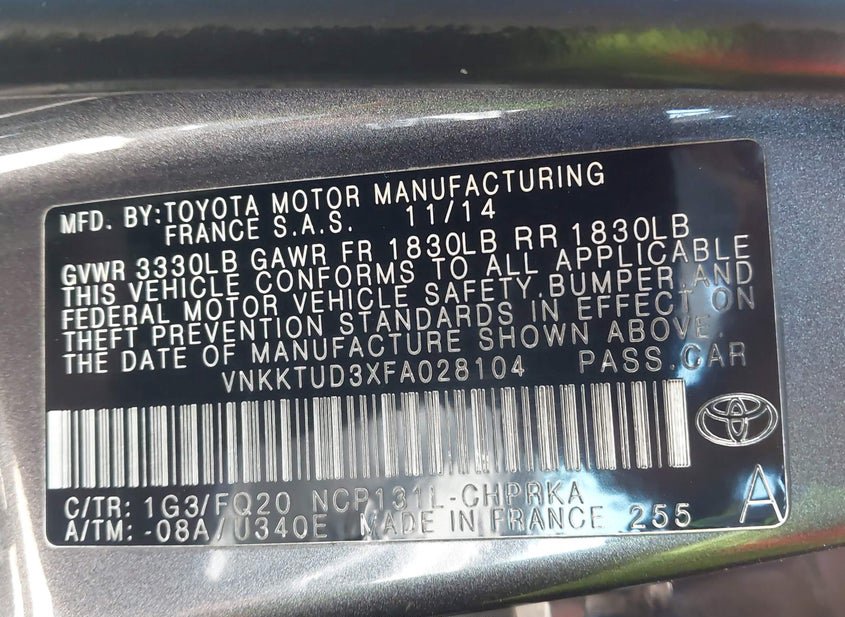 MFD. BY:TOYOTA MOTOR MANUFACTURING
FRANCE S.A.S. 11/14
GVWR 3330LB GAWR FR 1830LB RR 1830LB
THIS VEHICLE CONFORMS TO ALL APPLICABLE
FEDERAL MOTOR VEHICLE SAFETY,BUMPER,AND
THEFT PREVENTION STANDARDS IN EFFECT ON
THE DATE OF MANUFACTURE SHOWN ABOVE.
VNKKTUD3XFA028104 PASS.CAR
C/TR: 1G3/FQ20 NCP131L-CHPRKA A
A/TM: -08A/U340E MADE IN FRANCE 255